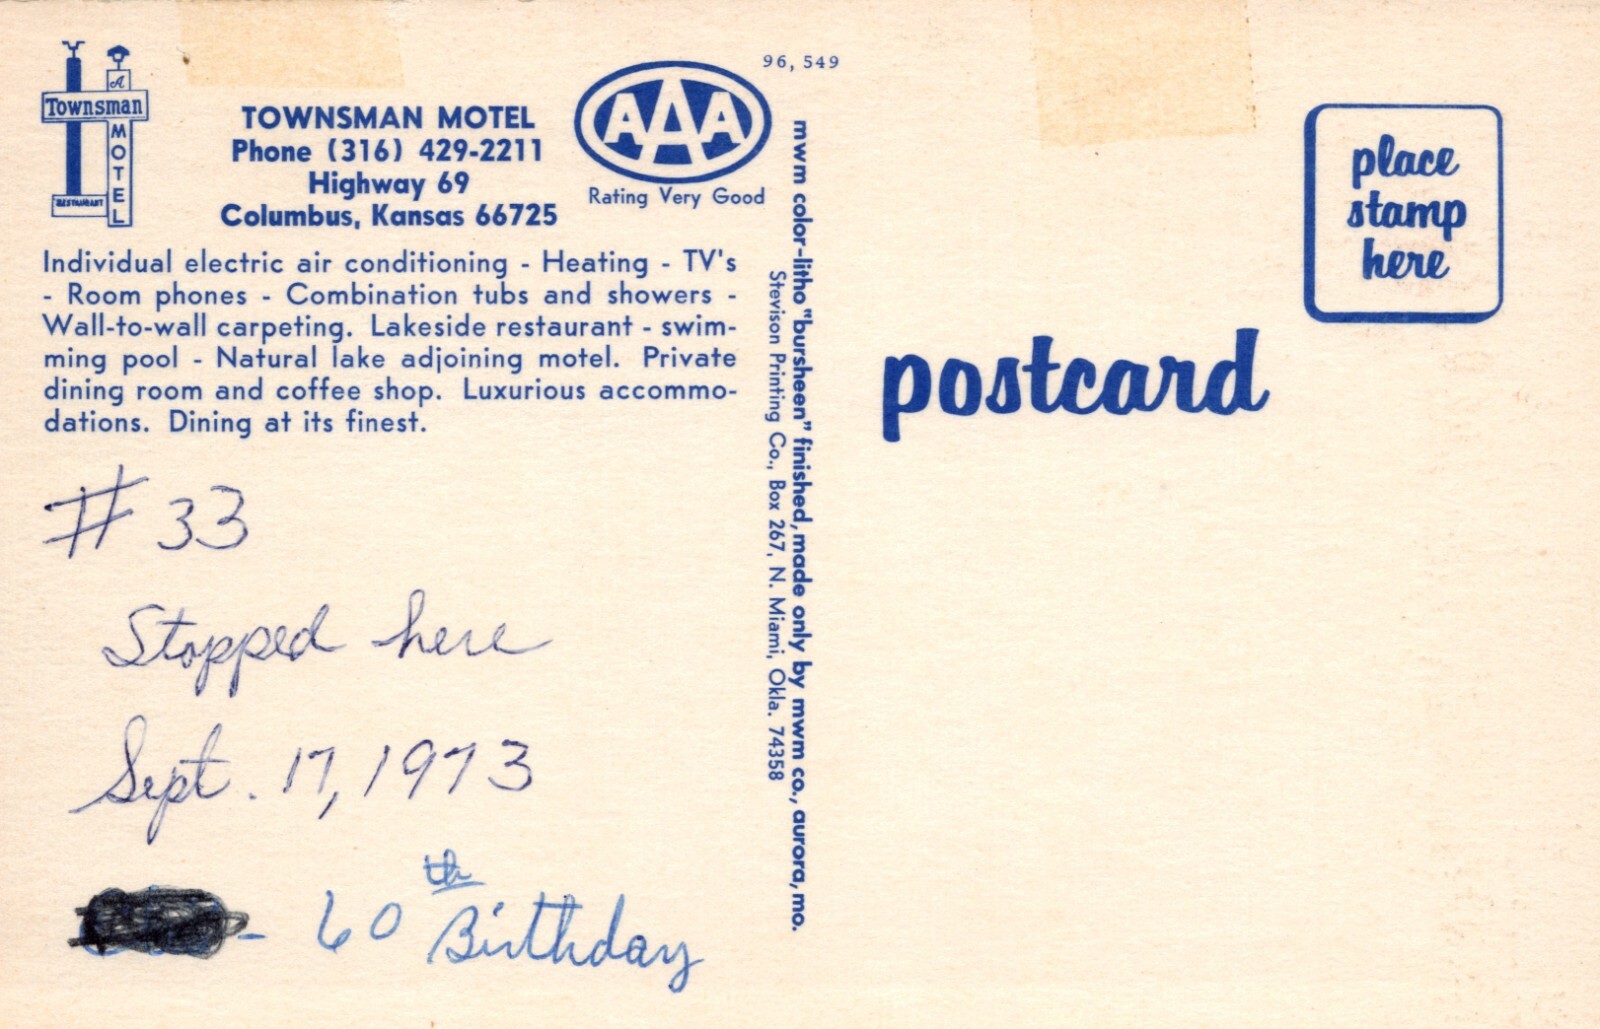 A
Townsman
MOTEL
RESTAURANT
TOWNSMAN MOTEL
Phone (316) 429-2211
Highway 69
Columbus, Kansas 66725
AAA
Rating Very Good
96,549
Individual electric air conditioning - Heating - TV's
- Room phones - Combination tubs and showers -
Wall-to-wall carpeting. Lakeside restaurant - swim-
ming pool - Natural lake adjoining motel. Private
dining room and coffee shop. Luxurious accommo-
dations. Dining at its finest.
# 33
Stopped here
Sept. 17, 1973
- 60th Birthday
mwm color-litho "bursheen" finished, made only by mwm co., aurora, mo.
Stevison Printing Co., Box 267, N. Miami, Okla. 74358
postcard
place
stamp
here